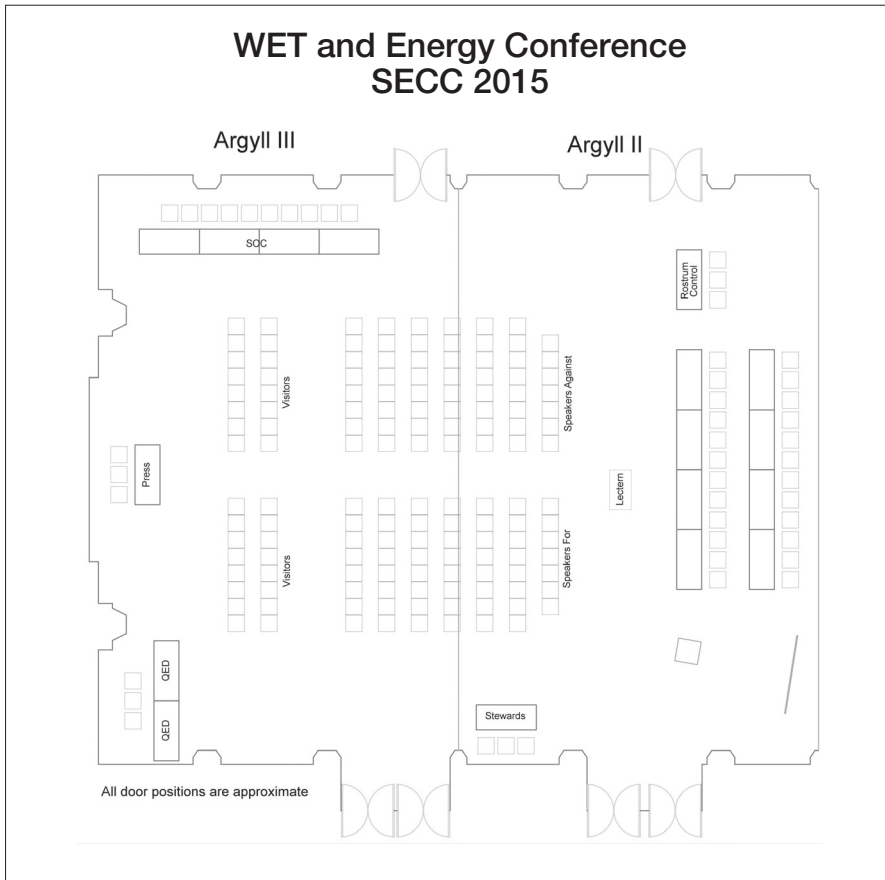 WET and Energy Conference
SECC 2015
Argyll III
Argyll II
SOC
Rostrum
Control
Visitors
Speakers Against
Press
Lectern
Visitors
Speakers For
QED
QED
Stewards
All door positions are approximate